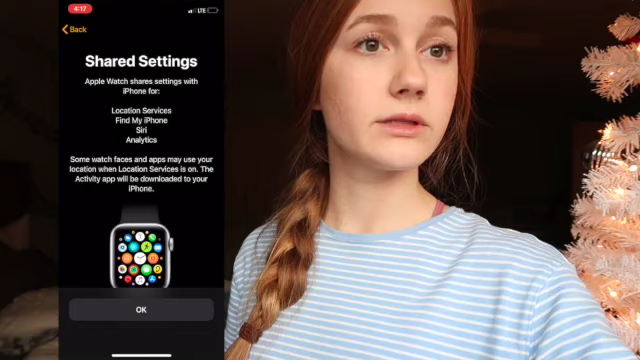 4:17
LTE
Back
Shared Settings
Apple Watch shares settings with
iPhone for:
Location Services
Find My iPhone
Siri
Analytics
Some watch faces and apps may use your
location when Location Services is on. The
Activity app will be downloaded to your
iPhone.
OK